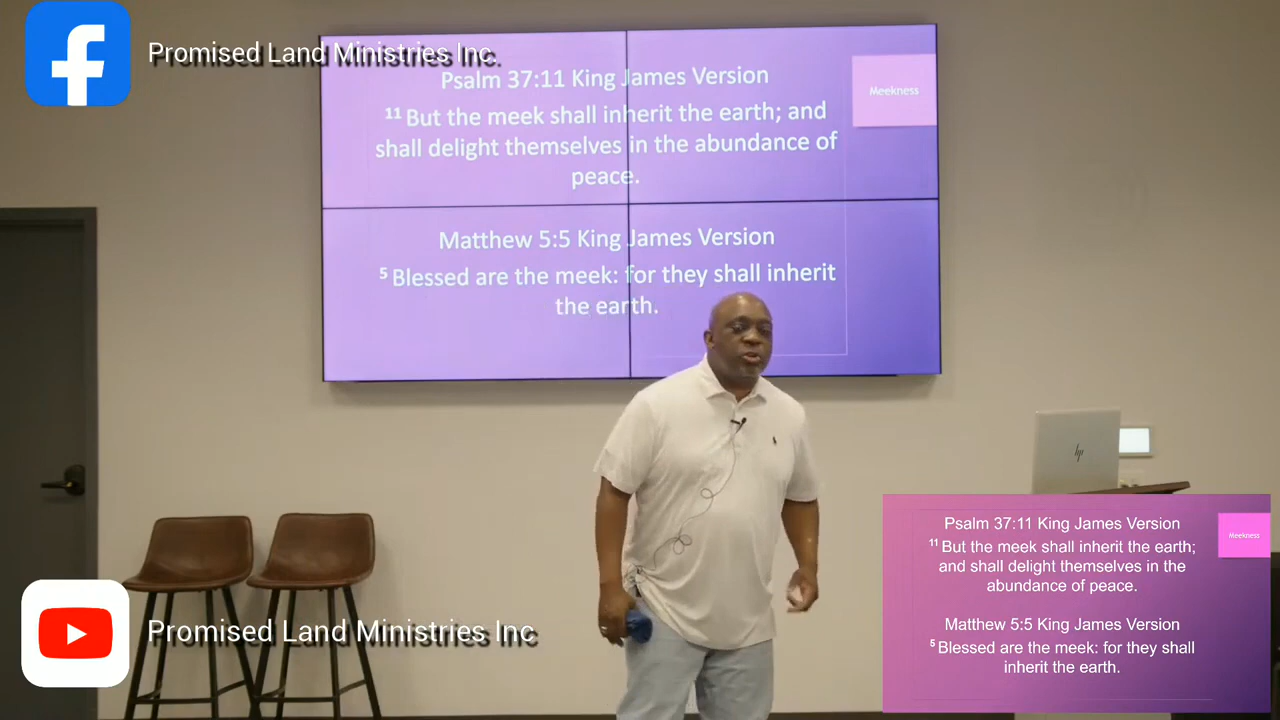 Promised Land Ministries Inc.
Psalm 37:11 King James Version
11 But the meek shall inherit the earth; and
shall delight themselves in the abundance of
peace.
Matthew 5:5 King James Version
5 Blessed are the meek: for they shall inherit
the earth.
Meekness
hp
Psalm 37:11 King James Version
11 But the meek shall inherit the earth;
and shall delight themselves in the
abundance of peace.
Matthew 5:5 King James Version
5 Blessed are the meek: for they shall
inherit the earth.
Meekness
Promised Land Ministries Inc